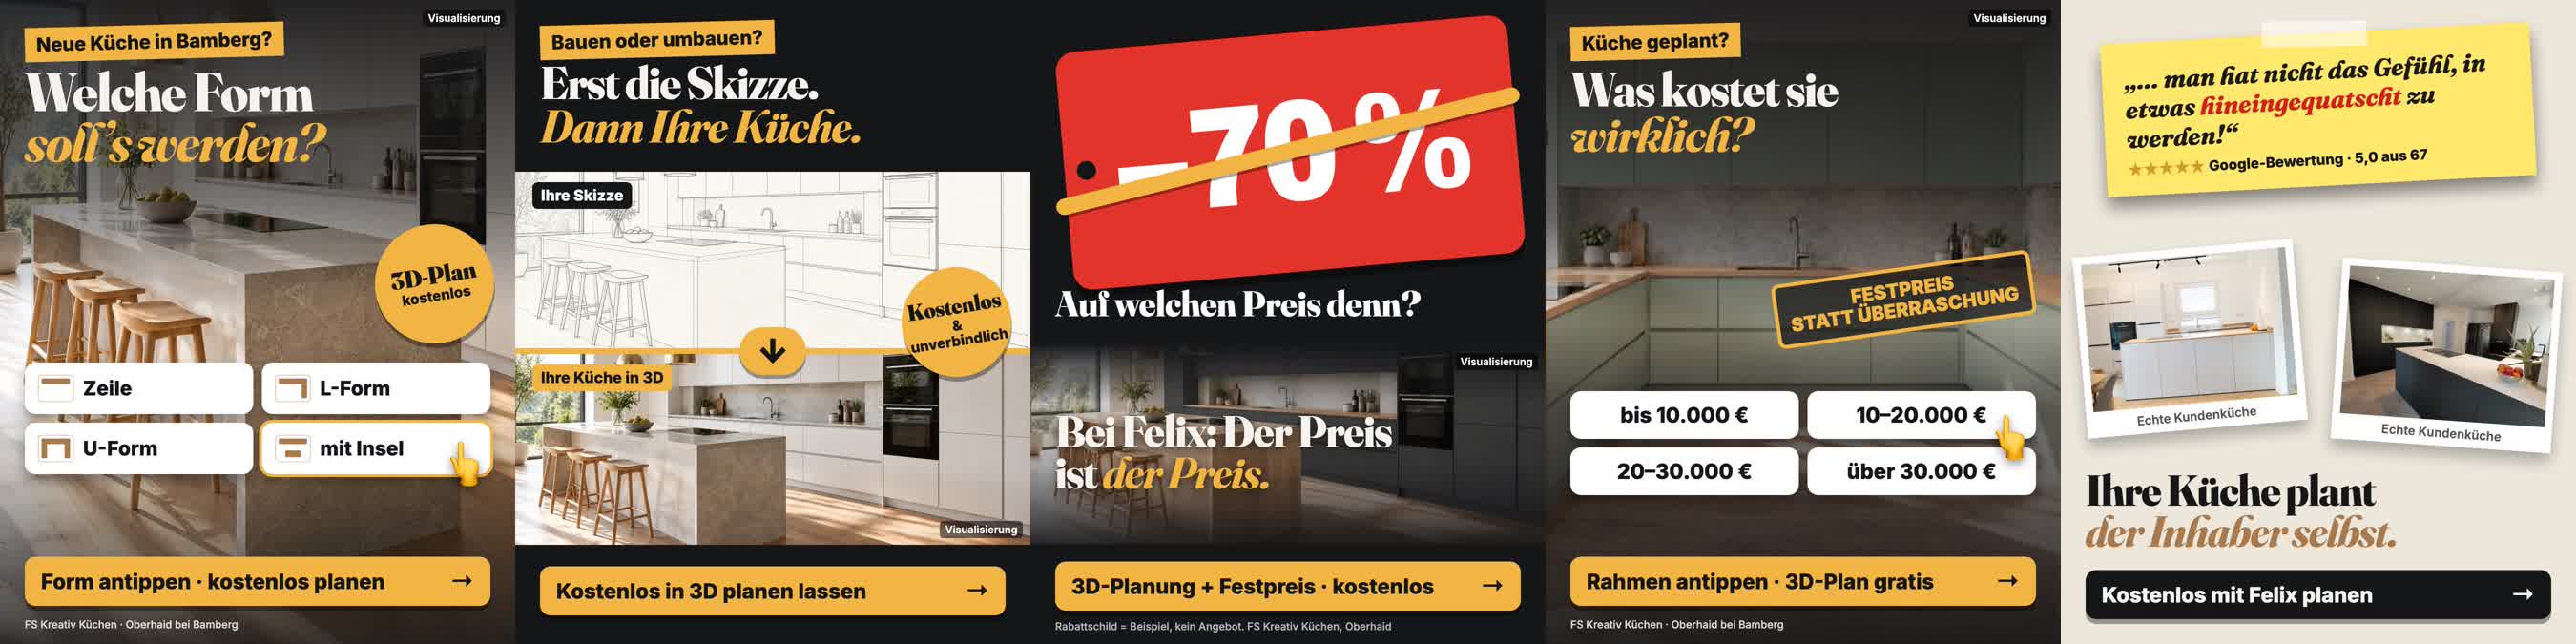 Visualisierung
Neue Küche in Bamberg?
Welche Form
soll's werden?
3D-Plan
kostenlos
Zeile
L-Form
U-Form
mit Insel
Form antippen · kostenlos planen →
FS Kreativ Küchen · Oberhaid bei Bamberg
Bauen oder umbauen?
Erst die Skizze.
Dann Ihre Küche.
Ihre Skizze
Kostenlos
&
unverbindlich
Ihre Küche in 3D
Visualisierung
Kostenlos in 3D planen lassen →
–70%
Auf welchen Preis denn?
Visualisierung
Bei Felix: Der Preis
ist der Preis.
3D-Planung + Festpreis · kostenlos →
Rabattschild = Beispiel, kein Angebot. FS Kreativ Küchen, Oberhaid
Visualisierung
Küche geplant?
Was kostet sie
wirklich?
FESTPREIS
STATT ÜBERRASCHUNG
bis 10.000 €
10–20.000 €
20–30.000 €
über 30.000 €
Rahmen antippen · 3D-Plan gratis →
FS Kreativ Küchen · Oberhaid bei Bamberg
„... man hat nicht das Gefühl, in
etwas hineingequatscht zu
werden!“
★★★★★ Google-Bewertung · 5,0 aus 67
Echte Kundenküche
Echte Kundenküche
Ihre Küche plant
der Inhaber selbst.
Kostenlos mit Felix planen →